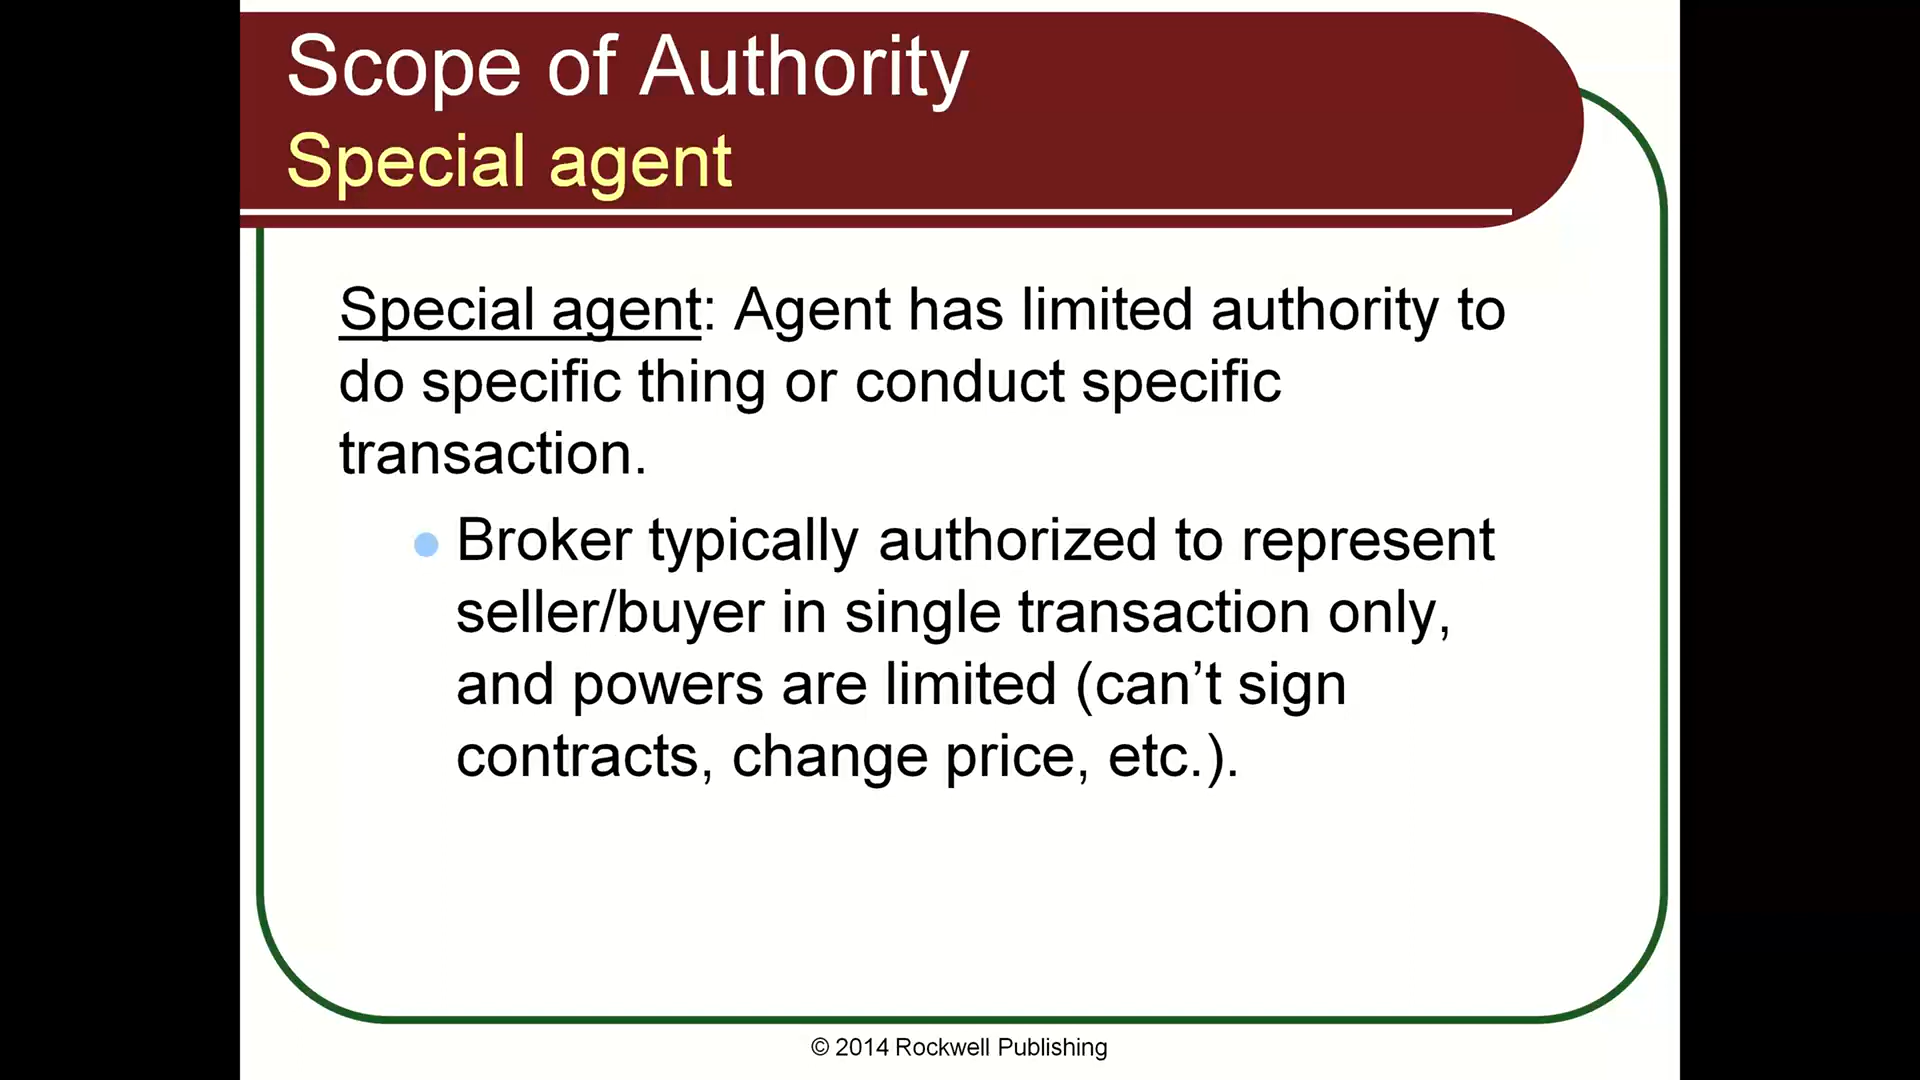 Scope of Authority
Special agent
Special agent: Agent has limited authority to
do specific thing or conduct specific
transaction.
Broker typically authorized to represent
seller/buyer in single transaction only,
and powers are limited (can’t sign
contracts, change price, etc.).
© 2014 Rockwell Publishing